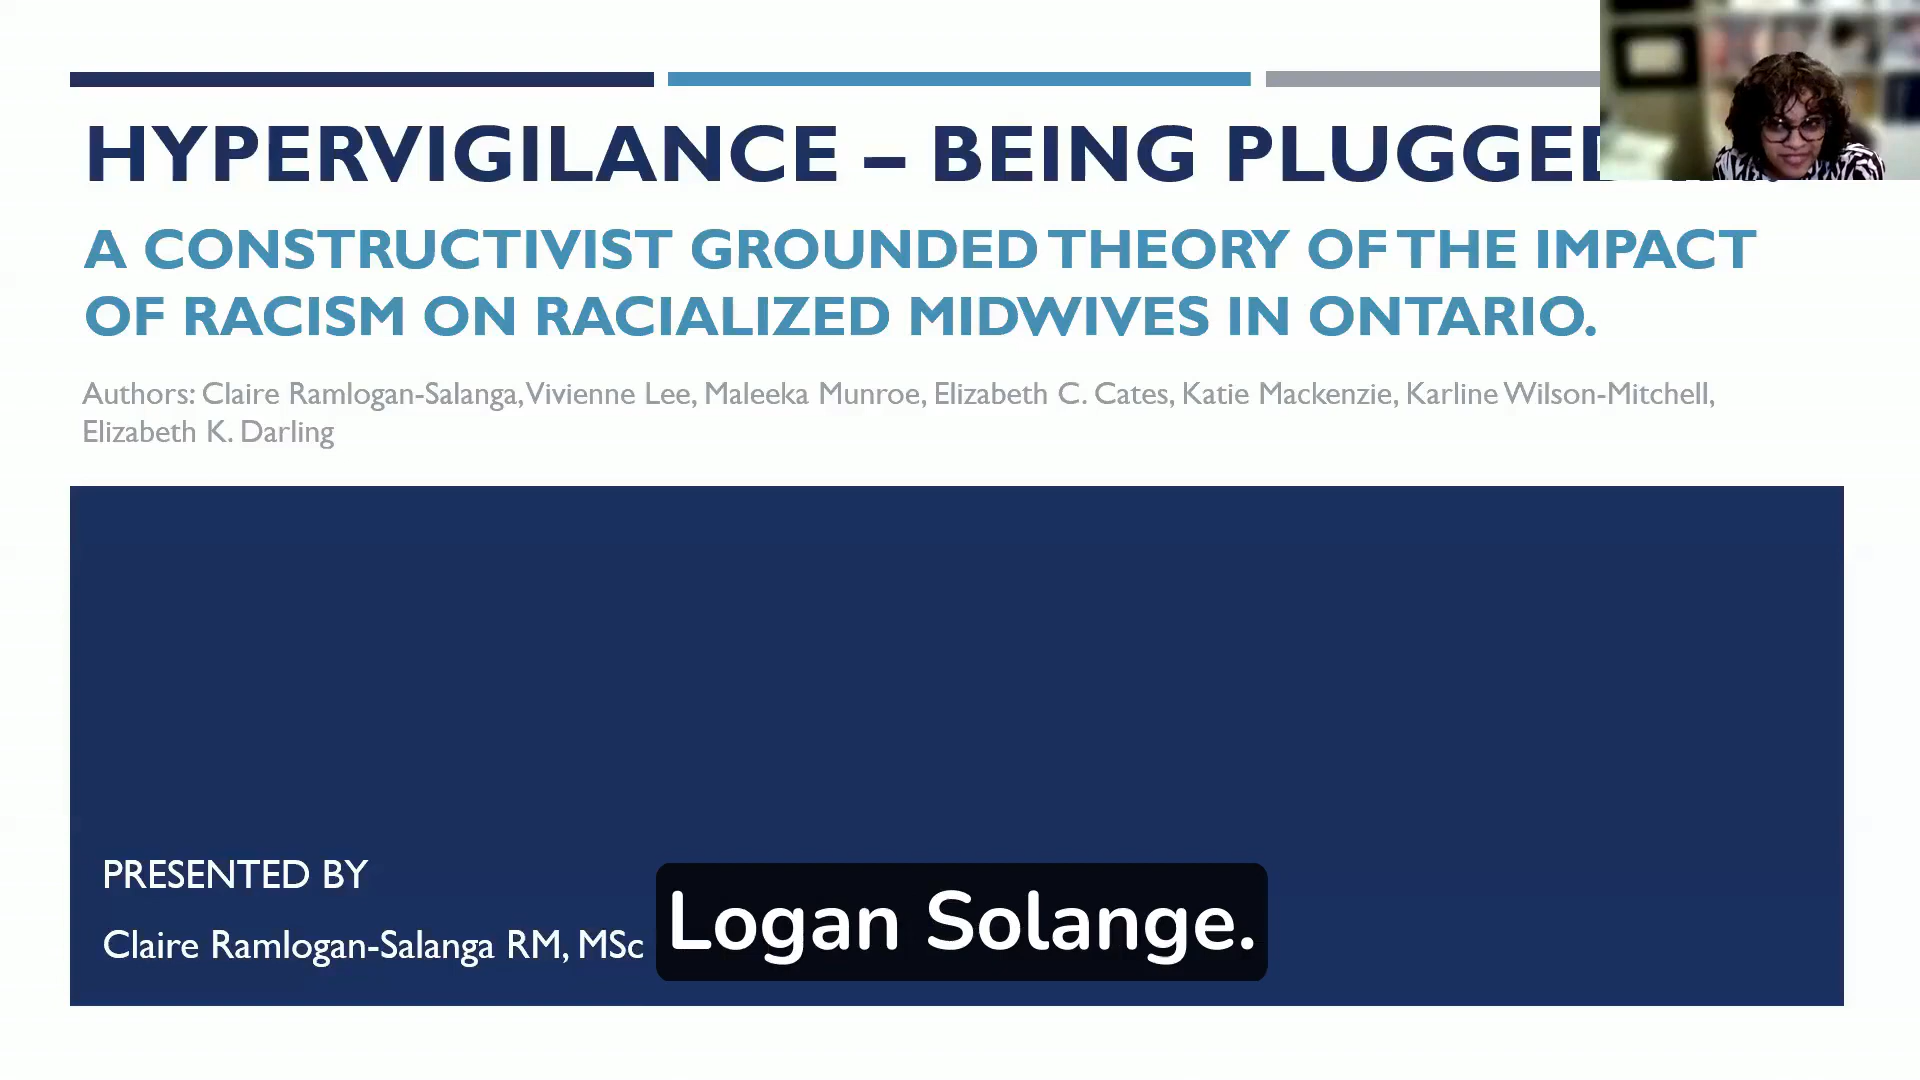 HYPERVIGILANCE – BEING PLUGGED
A CONSTRUCTIVIST GROUNDED THEORY OF THE IMPACT
OF RACISM ON RACIALIZED MIDWIVES IN ONTARIO.
Authors: Claire Ramlogan-Salanga, Vivienne Lee, Maleeka Munroe, Elizabeth C. Cates, Katie Mackenzie, Karline Wilson-Mitchell,
Elizabeth K. Darling
PRESENTED BY
Claire Ramlogan-Salanga RM, MSc
Logan Solange.